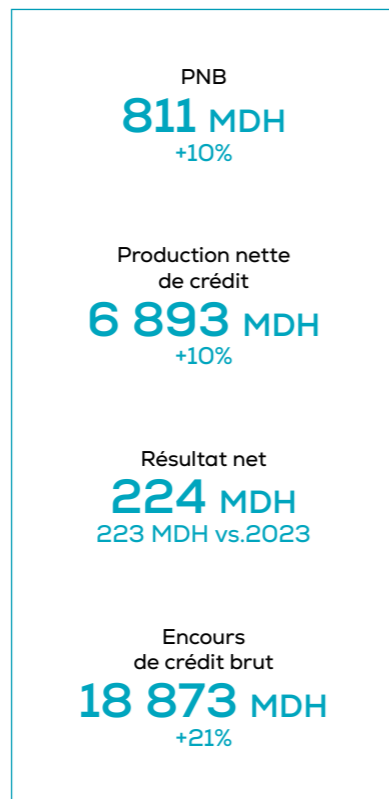 PNB
811 MDH
+10%
Production nette
de crédit
6 893 MDH
+10%
Résultat net
224 MDH
223 MDH vs.2023
Encours
de crédit brut
18 873 MDH
+21%